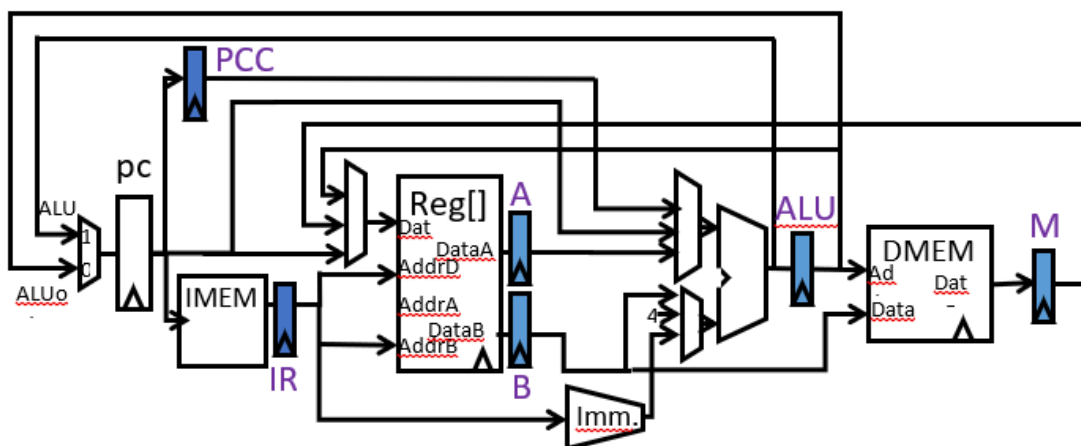 PCC
pc
ALU
1
0
ALUo
.
IMEM
IR
Reg[]
Dat
DataA
AddrD
AddrA
DataB
AddrB
A
B
4
Imm.
ALU
DMEM
Ad
.
Dat
-
Data
M